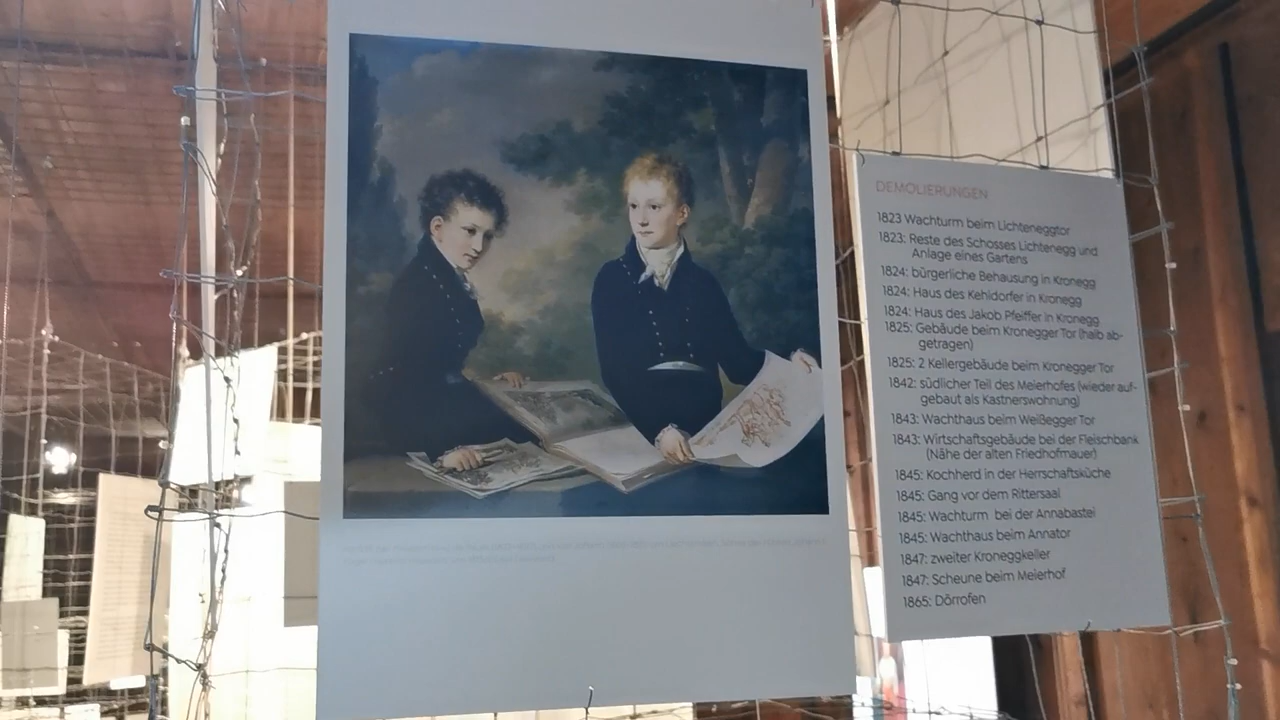 DEMOLIERUNGEN
1823 Wachturm beim Lichteneggtor
1823: Reste des Schosses Lichtenegg und
Anlage eines Gartens
1824: bürgerliche Behausung in Kronegg
1824: Haus des Kehldorfer in Kronegg
1824: Haus des Jakob Pfeiffer in Kronegg
1825: Gebäude beim Kronegger Tor (halb ab-
getragen)
1825: 2 Kellergebäude beim Kronegger Tor
1842: südlicher Teil des Meierhofes (wieder auf-
gebaut als Kastnerswohnung)
1843: Wachthaus beim Weißegger Tor
1843: Wirtschaftsgebäude bei der Fleischbank
(Nähe der alten Friedhofmauer)
1845: Kochherd in der Herrschaftsküche
1845: Gang vor dem Rittersaal
1845: Wachturm bei der Annabastei
1845: Wachthaus beim Annator
1847: zweiter Kroneggkeller
1847: Scheune beim Meierhof
1865: Dörrofen